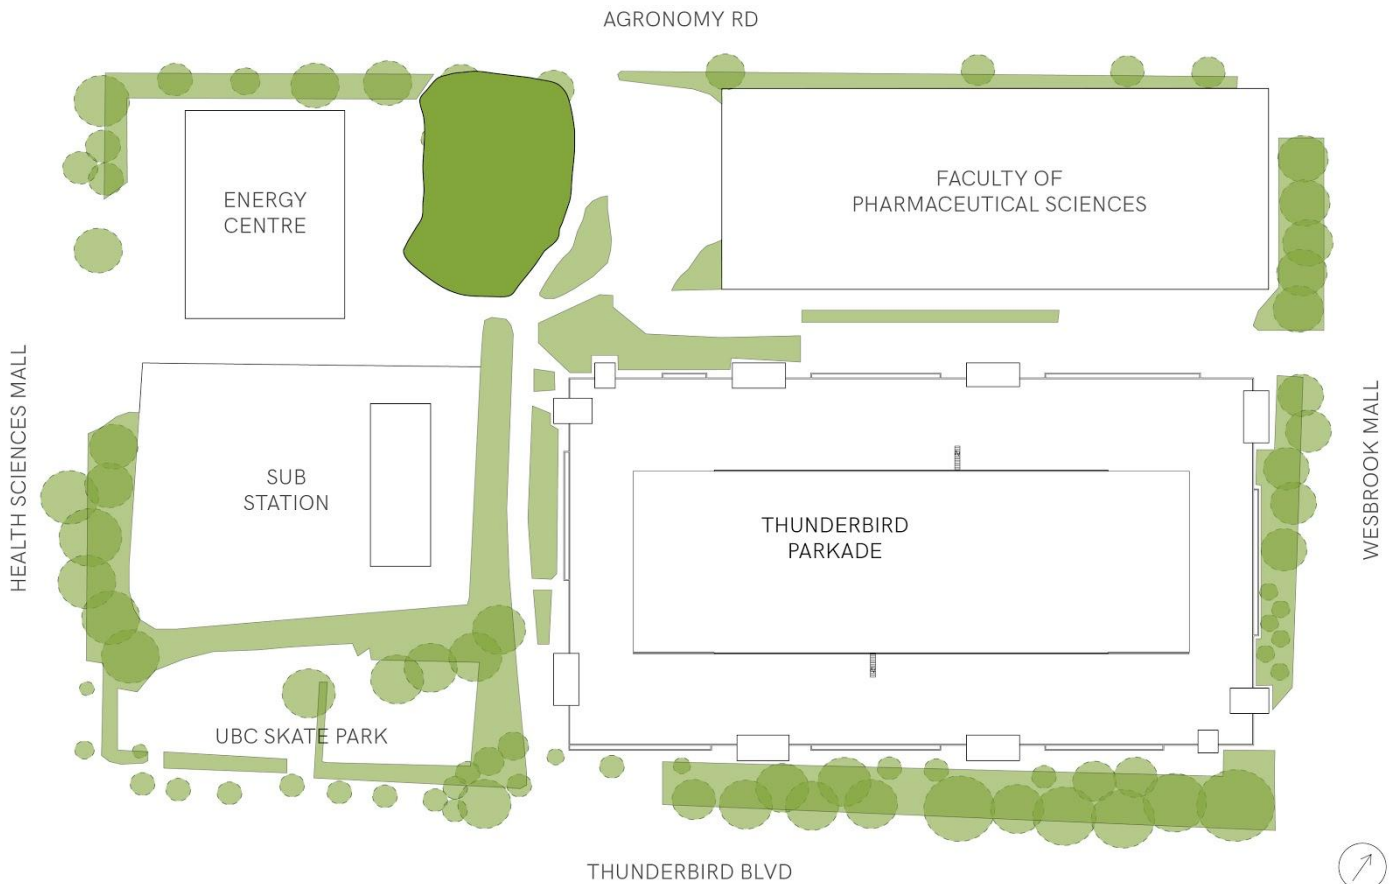 AGRONOMY RD
ENERGY
CENTRE
FACULTY OF
PHARMACEUTICAL SCIENCES
HEALTH SCIENCES MALL
SUB
STATION
THUNDERBIRD
PARKADE
WESBROOK MALL
UBC SKATE PARK
THUNDERBIRD BLVD